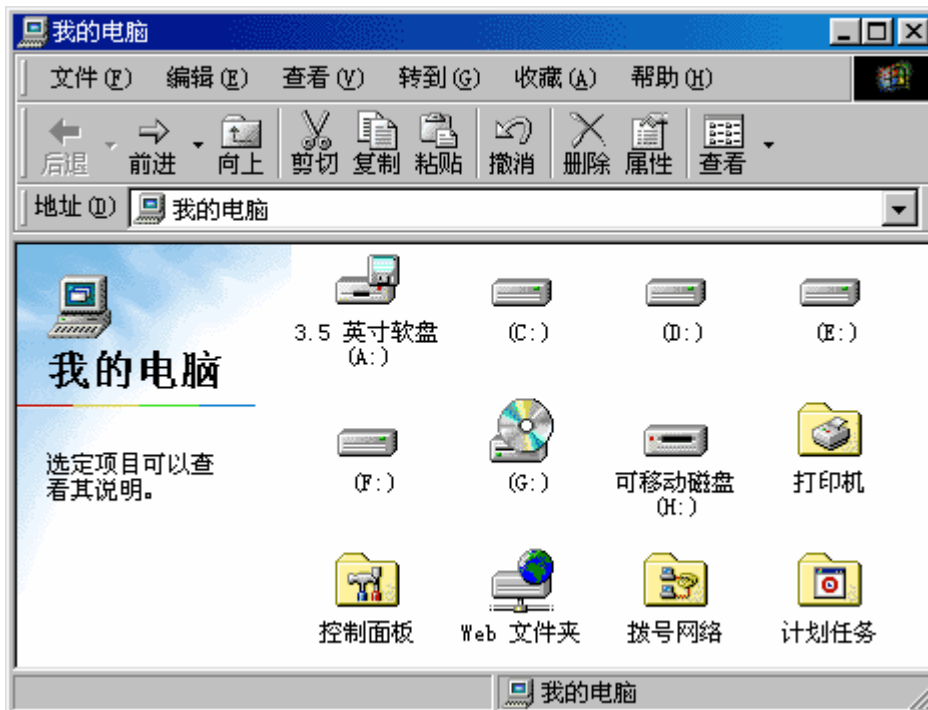 我的电脑
文件(F) 编辑(E) 查看(V) 转到(G) 收藏(A) 帮助(H)
后退 前进 向上 剪切 复制 粘贴 撤消 删除 属性 查看
地址(D) 我的电脑
我的电脑
选定项目可以查
看其说明。
3.5 英寸软盘
(A:)
(C:)
(D:)
(E:)
(F:)
(G:)
可移动磁盘
(H:)
打印机
控制面板
Web 文件夹
拨号网络
计划任务
我的电脑